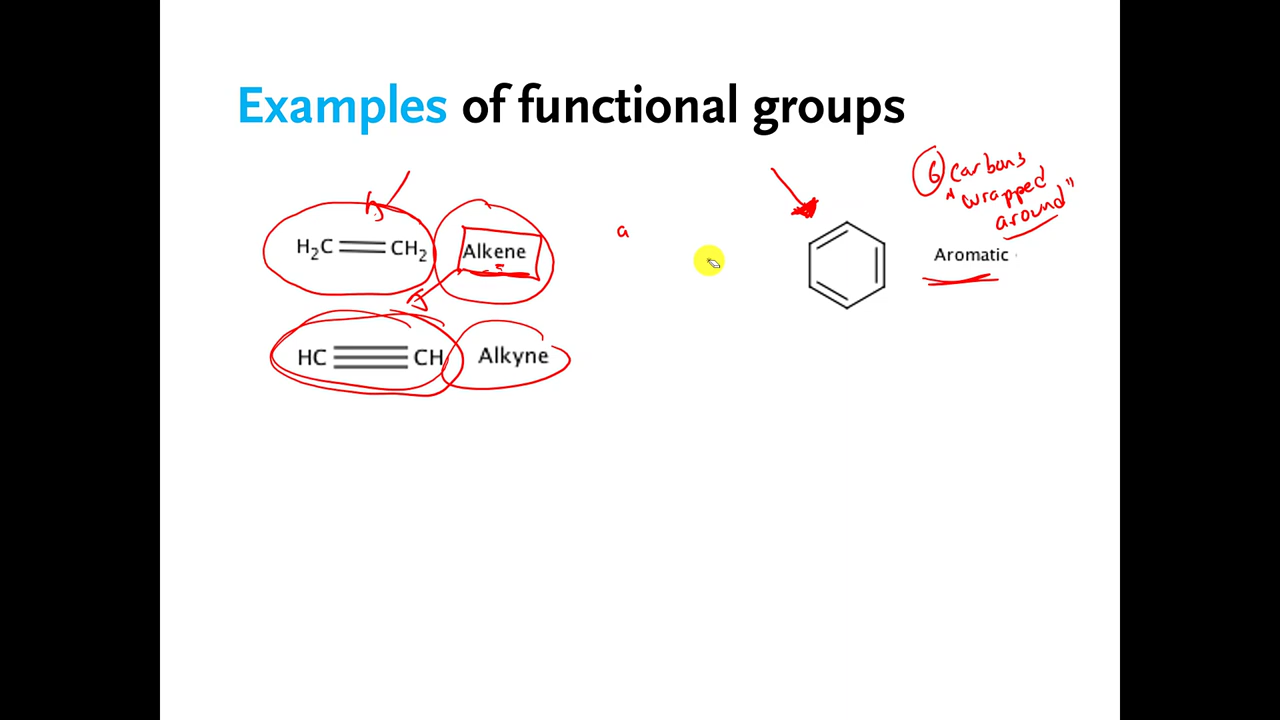 Examples of functional groups
6 carbons
"wrapped
around"
H₂C CH₂ Alkene
a
Aromatic
HC CH Alkyne